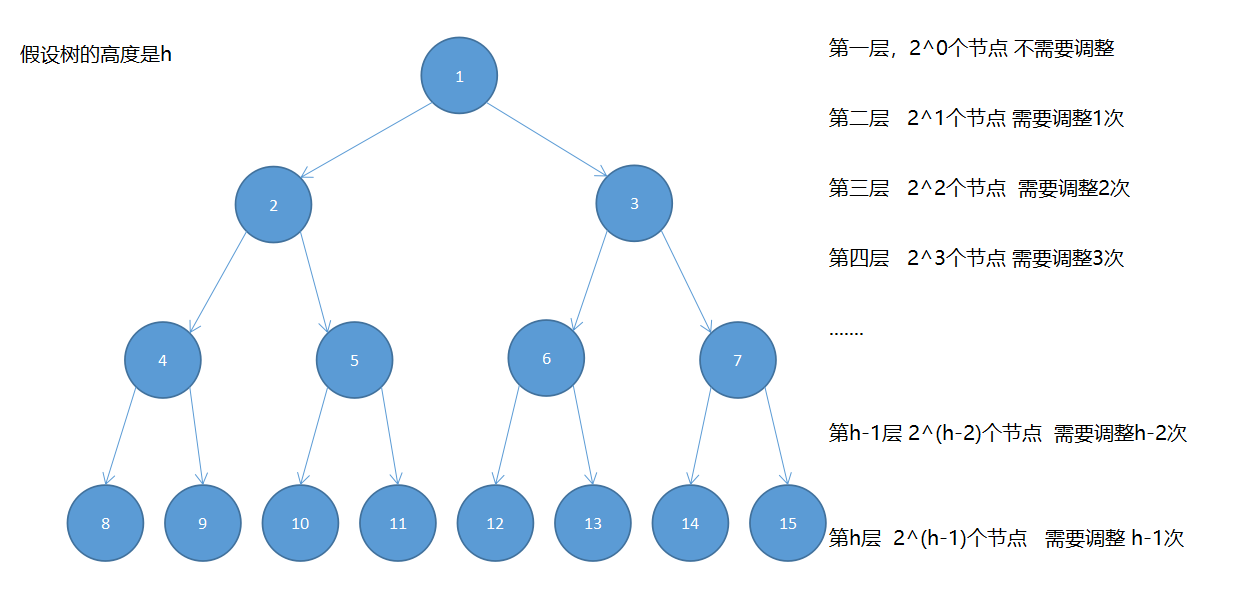 假设树的高度是h
第一层，2^0个节点 不需要调整
1
第二层 2^1个节点 需要调整1次
第三层 2^2个节点 需要调整2次
2
3
第四层 2^3个节点 需要调整3次
.......
4
5
6
7
第h-1层 2^(h-2)个节点 需要调整h-2次
8
9
10
11
12
13
14
15
第h层 2^(h-1)个节点 需要调整 h-1次